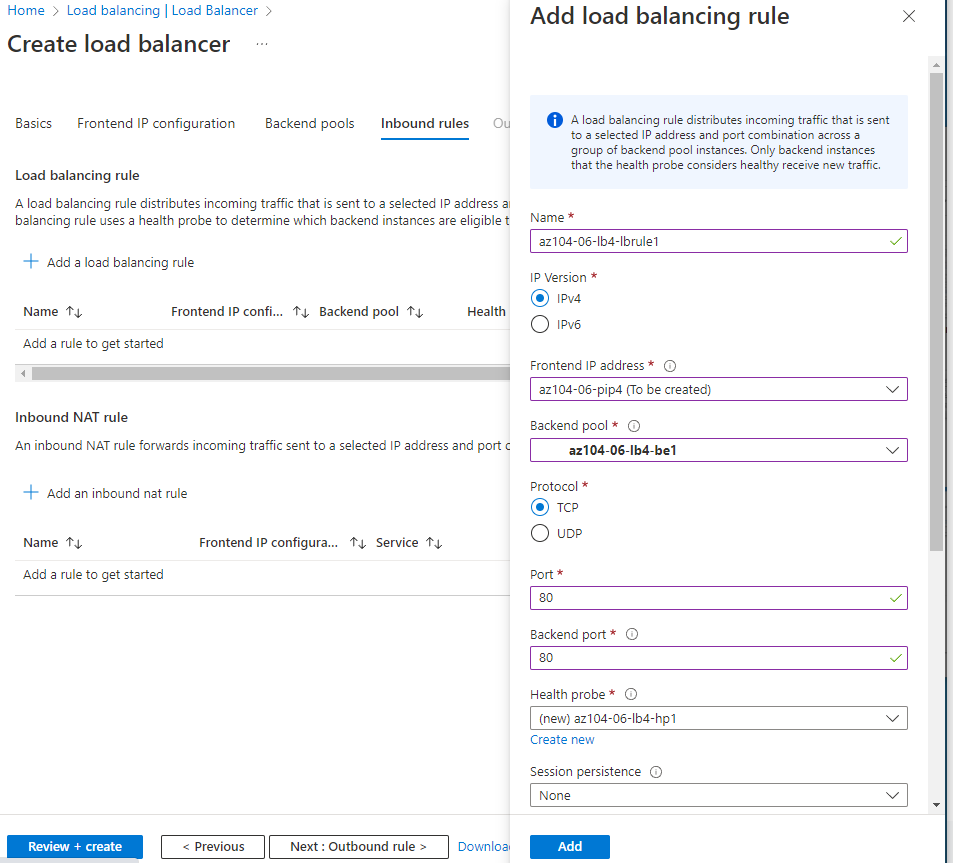 Home > Load balancing | Load Balancer >
Create load balancer ...
Basics Frontend IP configuration Backend pools Inbound rules Ou
Load balancing rule
A load balancing rule distributes incoming traffic that is sent to a selected IP address a
balancing rule uses a health probe to determine which backend instances are eligible t
+ Add a load balancing rule
Name ↑↓ Frontend IP confi... ↑↓ Backend pool ↑↓ Health
Add a rule to get started
Inbound NAT rule
An inbound NAT rule forwards incoming traffic sent to a selected IP address and port c
+ Add an inbound nat rule
Name ↑↓ Frontend IP configura... ↑↓ Service ↑↓
Add a rule to get started
Review + create < Previous Next : Outbound rule > Downloa
Add load balancing rule
A load balancing rule distributes incoming traffic that is sent
to a selected IP address and port combination across a
group of backend pool instances. Only backend instances
that the health probe considers healthy receive new traffic.
Name *
az104-06-lb4-lbrule1
IP Version *
IPv4
IPv6
Frontend IP address *
az104-06-pip4 (To be created)
Backend pool *
az104-06-lb4-be1
Protocol *
TCP
UDP
Port *
80
Backend port *
80
Health probe *
(new) az104-06-lb4-hp1
Create new
Session persistence
None
Add